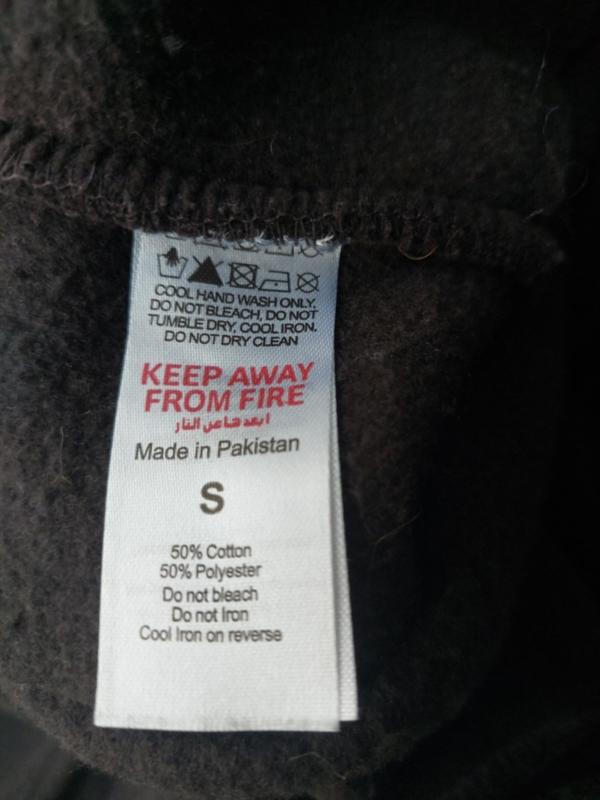 COOL HAND WASH ONLY,
DO NOT BLEACH, DO NOT
TUMBLE DRY, COOL IRON.
DO NOT DRY CLEAN
KEEP AWAY
FROM FIRE
ابعدها عن النار
Made in Pakistan
S
50% Cotton
50% Polyester
Do not bleach
Do not Iron
Cool Iron on reverse